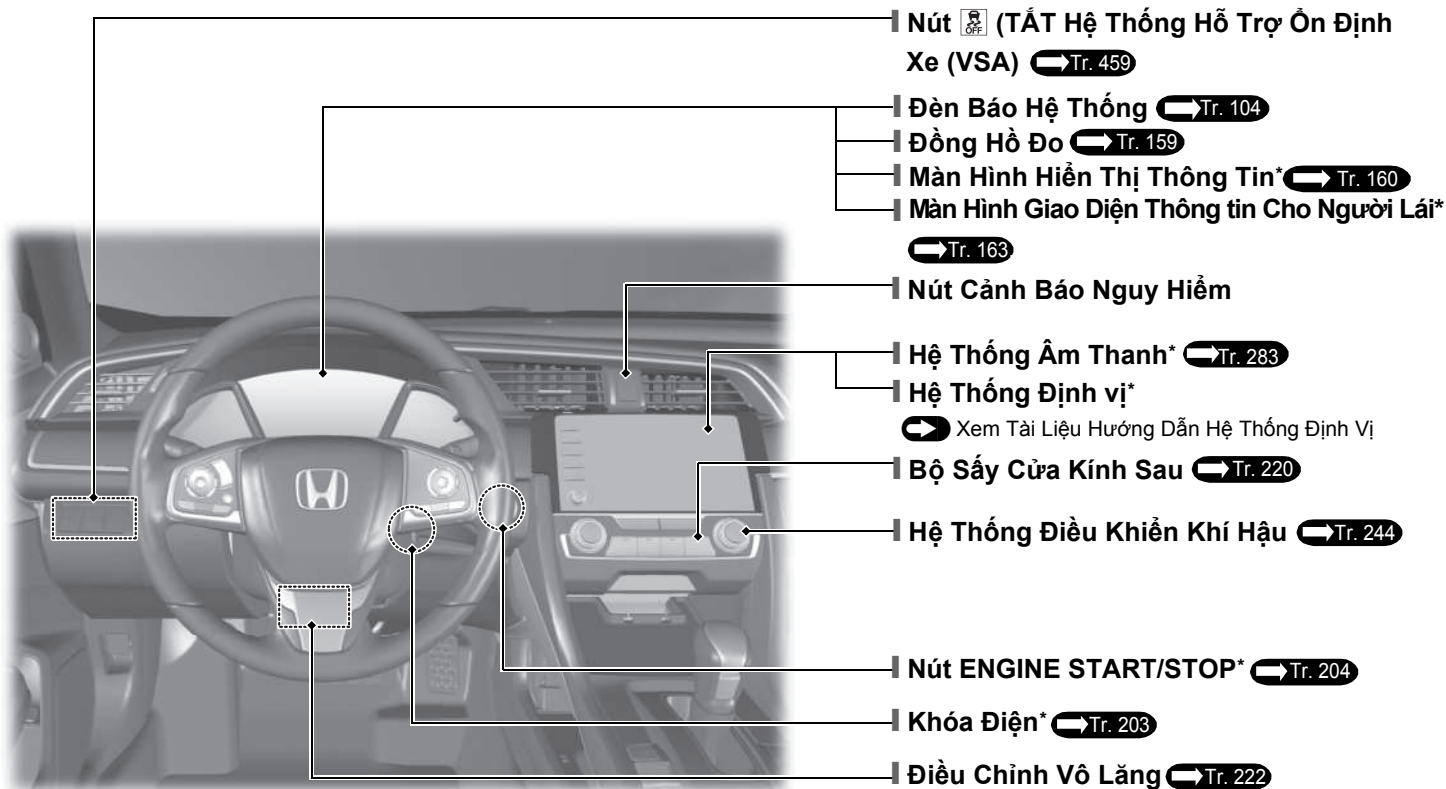 Nút OFF (TẮT Hệ Thống Hỗ Trợ Ổn Định
Xe (VSA) Tr. 459
Đèn Báo Hệ Thống Tr. 104
Đồng Hồ Đo Tr. 159
Màn Hình Hiển Thị Thông Tin* Tr. 160
Màn Hình Giao Diện Thông tin Cho Người Lái*
Tr. 163
Nút Cảnh Báo Nguy Hiểm
Hệ Thống Âm Thanh* Tr. 283
Hệ Thống Định vị*
Xem Tài Liệu Hướng Dẫn Hệ Thống Định Vị
Bộ Sấy Cửa Kính Sau Tr. 220
Hệ Thống Điều Khiển Khí Hậu Tr. 244
Nút ENGINE START/STOP* Tr. 204
Khóa Điện* Tr. 203
Điều Chỉnh Vô Lăng Tr. 222